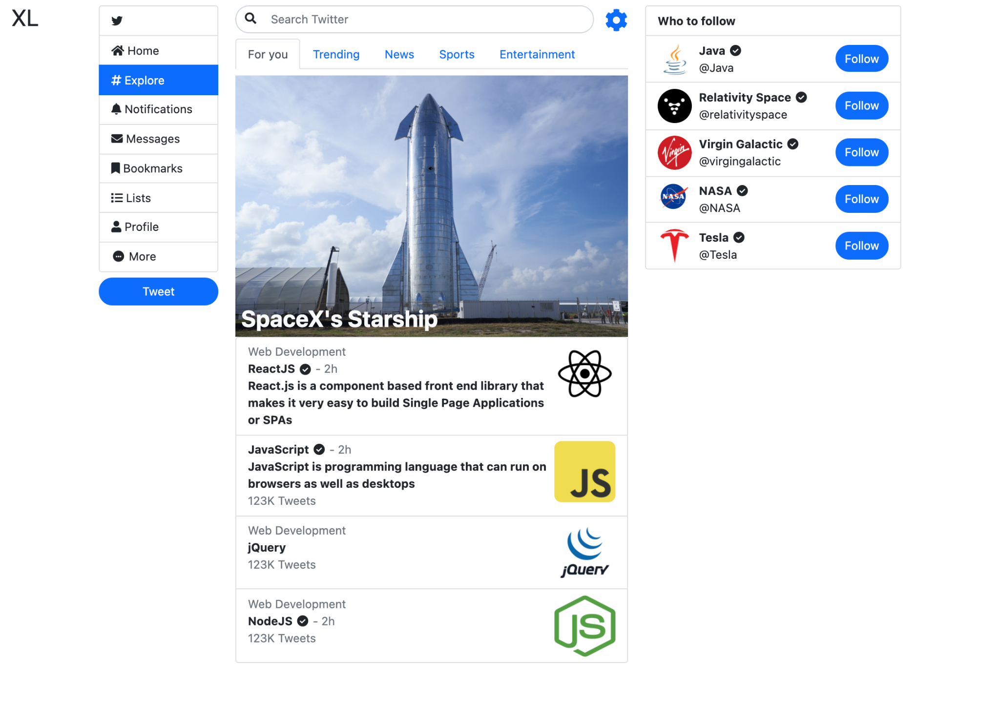 XL
Home
# Explore
Notifications
Messages
Bookmarks
Lists
Profile
More
Tweet
Search Twitter
For you
Trending
News
Sports
Entertainment
SpaceX's Starship
Web Development
ReactJS - 2h
React.js is a component based front end library that
makes it very easy to build Single Page Applications
or SPAs
JavaScript - 2h
JavaScript is programming language that can run on
browsers as well as desktops
123K Tweets
JS
Web Development
jQuery
123K Tweets
jQuery
Web Development
NodeJS - 2h
123K Tweets
JS
Who to follow
Java
@Java
Follow
Relativity Space
@relativityspace
Follow
Virgin
Virgin Galactic
@virgingalactic
Follow
NASA
NASA
@NASA
Follow
Tesla
@Tesla
Follow